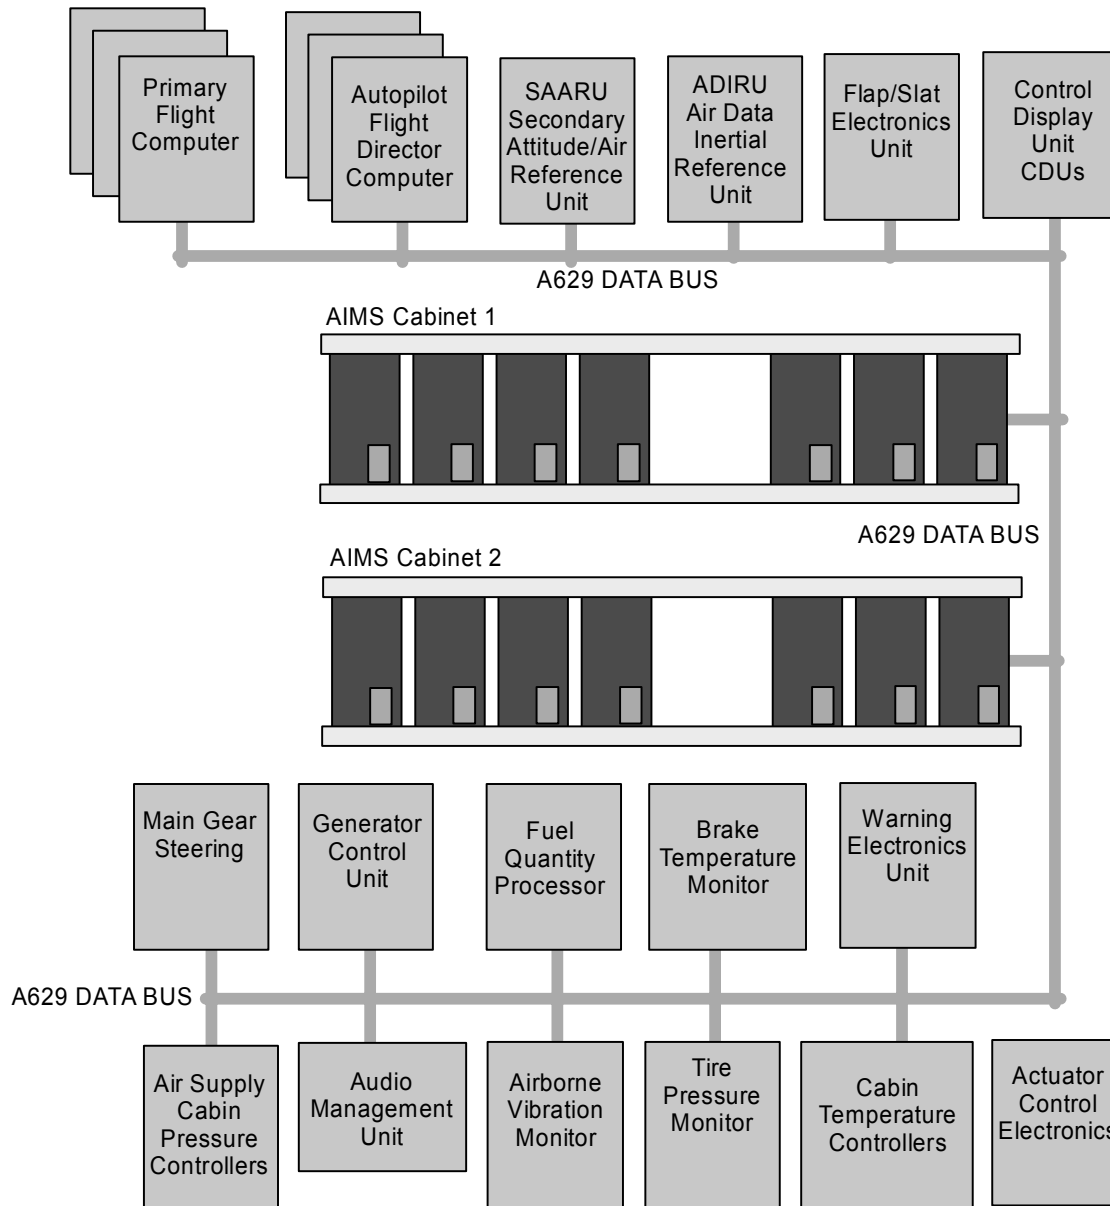 Primary
Flight
Computer
Autopilot
Flight
Director
Computer
SAARU
Secondary
Attitude/Air
Reference
Unit
ADIRU
Air Data
Inertial
Reference
Unit
Flap/Slat
Electronics
Unit
Control
Display
Unit
CDUs
A629 DATA BUS
AIMS Cabinet 1
A629 DATA BUS
AIMS Cabinet 2
Main Gear
Steering
Generator
Control
Unit
Fuel
Quantity
Processor
Brake
Temperature
Monitor
Warning
Electronics
Unit
A629 DATA BUS
Air Supply
Cabin
Pressure
Controllers
Audio
Management
Unit
Airborne
Vibration
Monitor
Tire
Pressure
Monitor
Cabin
Temperature
Controllers
Actuator
Control
Electronics